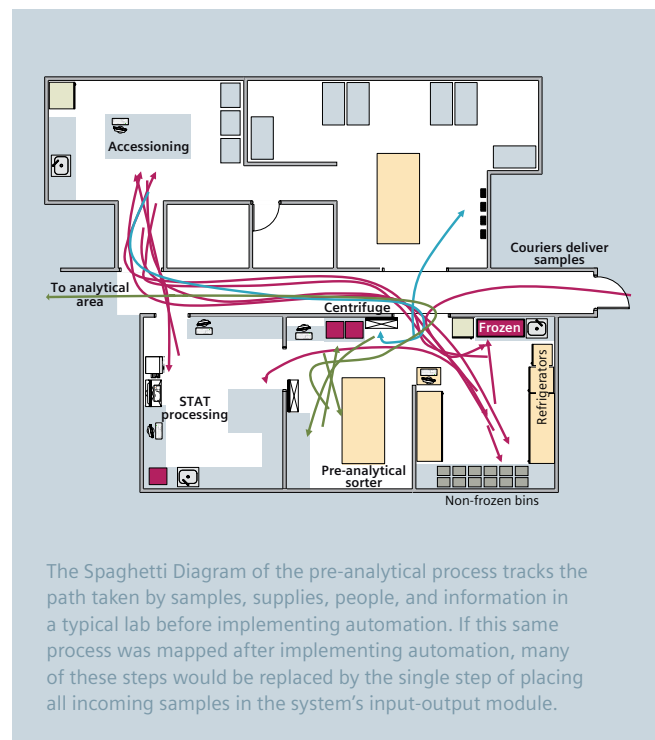 Accessioning
Couriers deliver
samples
To analytical
area
Centrifuge
Frozen
Refrigerators
STAT
processing
Pre-analytical
sorter
Non-frozen bins
The Spaghetti Diagram of the pre-analytical process tracks the
path taken by samples, supplies, people, and information in
a typical lab before implementing automation. If this same
process was mapped after implementing automation, many
of these steps would be replaced by the single step of placing
all incoming samples in the system’s input-output module.